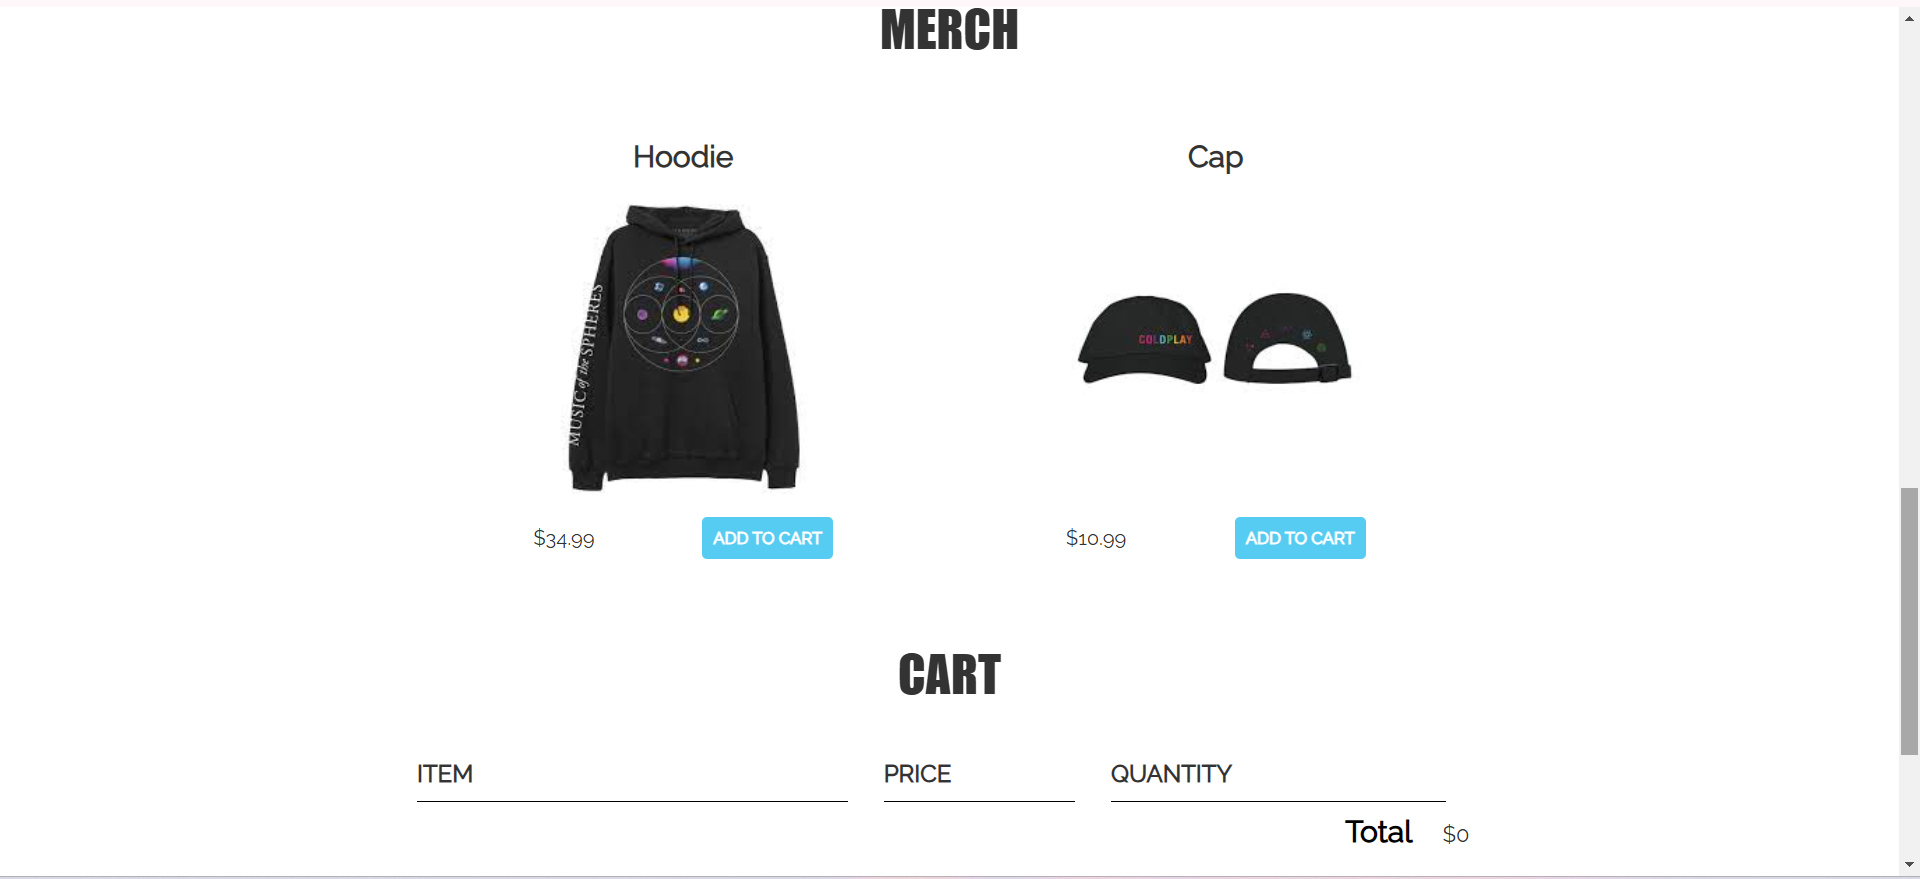 MERCH
Hoodie
Cap
MUSIC of the SPHERES
COLDPLAY
$34.99
ADD TO CART
$10.99
ADD TO CART
CART
ITEM
PRICE
QUANTITY
Total
$0